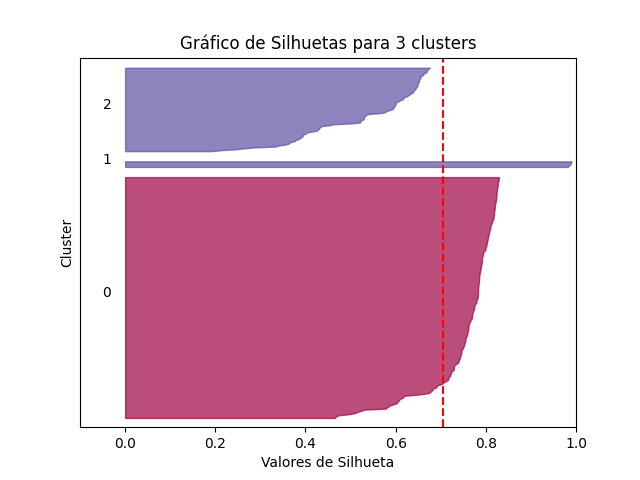 Gráfico de Silhuetas para 3 clusters
2
1
0
Cluster
0.0 0.2 0.4 0.6 0.8 1.0
Valores de Silhueta